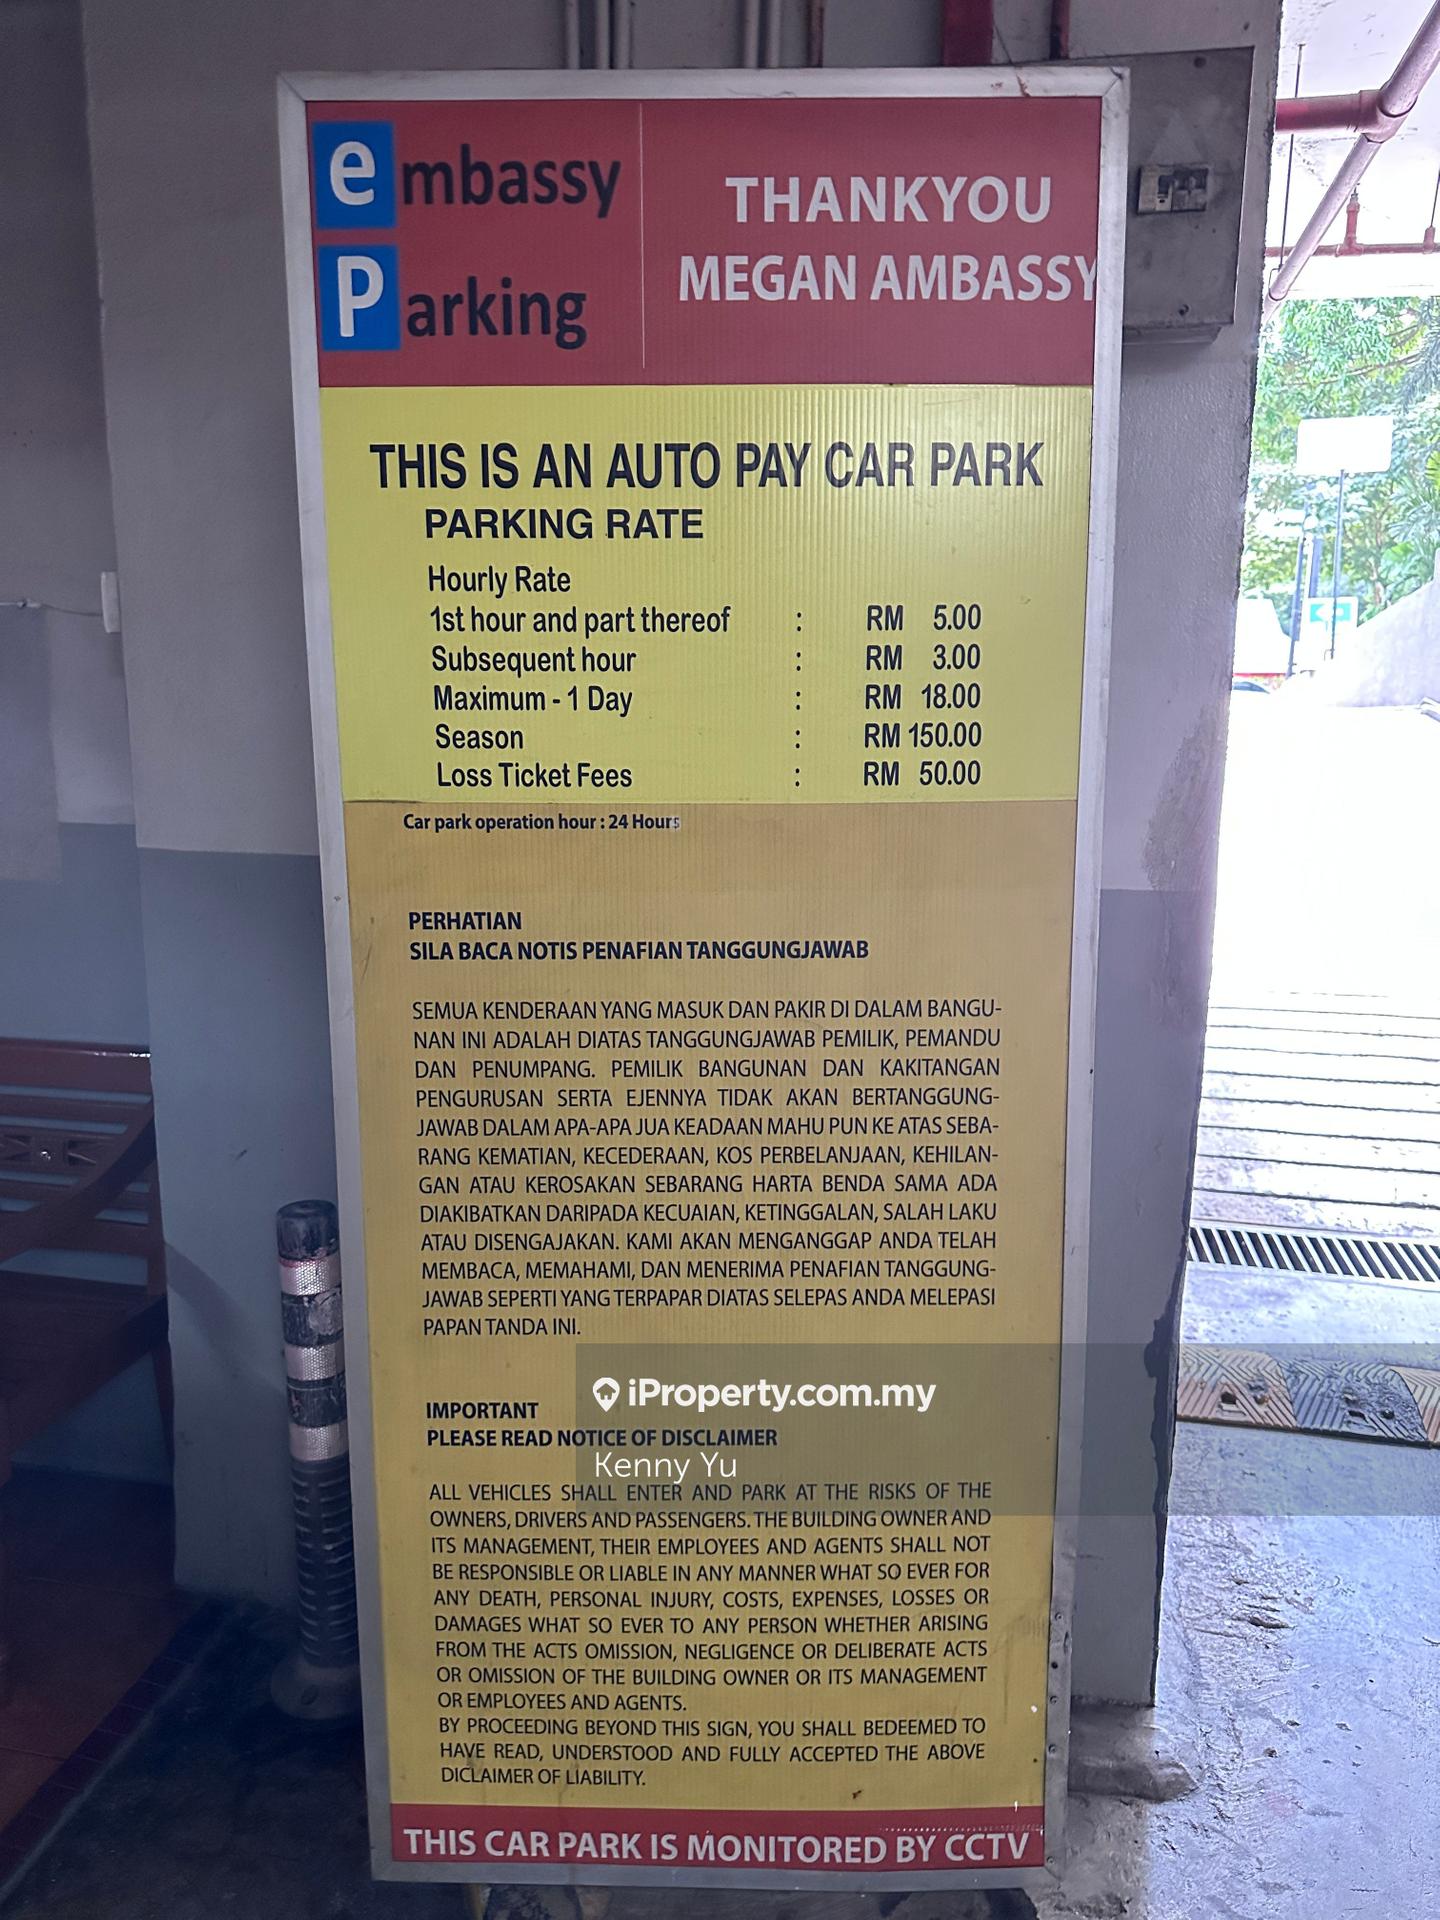 embassy
Parking
THANKYOU
MEGAN AMBASSY
THIS IS AN AUTO PAY CAR PARK
PARKING RATE
Hourly Rate
1st hour and part thereof : RM 5.00
Subsequent hour : RM 3.00
Maximum - 1 Day : RM 18.00
Season : RM 150.00
Loss Ticket Fees : RM 50.00
Car park operation hour : 24 Hours
PERHATIAN
SILA BACA NOTIS PENAFIAN TANGGUNGJAWAB
SEMUA KENDERAAN YANG MASUK DAN PAKIR DI DALAM BANGU-
NAN INI ADALAH DIATAS TANGGUNGJAWAB PEMILIK, PEMANDU
DAN PENUMPANG. PEMILIK BANGUNAN DAN KAKITANGAN
PENGURUSAN SERTA EJENNYA TIDAK AKAN BERTANGGUNG-
JAWAB DALAM APA-APA JUA KEADAAN MAHU PUN KE ATAS SEBA-
RANG KEMATIAN, KECEDERAAN, KOS PERBELANJAAN, KEHILAN-
GAN ATAU KEROSAKAN SEBARANG HARTA BENDA SAMA ADA
DIAKIBATKAN DARIPADA KECUAIAN, KETINGGALAN, SALAH LAKU
ATAU DISENGAJAKAN. KAMI AKAN MENGANGGAP ANDA TELAH
MEMBACA, MEMAHAMI, DAN MENERIMA PENAFIAN TANGGUNG-
JAWAB SEPERTI YANG TERPAPAR DIATAS SELEPAS ANDA MELEPASI
PAPAN TANDA INI.
iProperty.com.my
IMPORTANT
PLEASE READ NOTICE OF DISCLAIMER
Kenny Yu
ALL VEHICLES SHALL ENTER AND PARK AT THE RISKS OF THE
OWNERS, DRIVERS AND PASSENGERS. THE BUILDING OWNER AND
ITS MANAGEMENT, THEIR EMPLOYEES AND AGENTS SHALL NOT
BE RESPONSIBLE OR LIABLE IN ANY MANNER WHAT SO EVER FOR
ANY DEATH, PERSONAL INJURY, COSTS, EXPENSES, LOSSES OR
DAMAGES WHAT SO EVER TO ANY PERSON WHETHER ARISING
FROM THE ACTS OMISSION, NEGLIGENCE OR DELIBERATE ACTS
OR OMISSION OF THE BUILDING OWNER OR ITS MANAGEMENT
OR EMPLOYEES AND AGENTS.
BY PROCEEDING BEYOND THIS SIGN, YOU SHALL BEDEEMED TO
HAVE READ, UNDERSTOOD AND FULLY ACCEPTED THE ABOVE
DICLAIMER OF LIABILITY.
THIS CAR PARK IS MONITORED BY CCTV